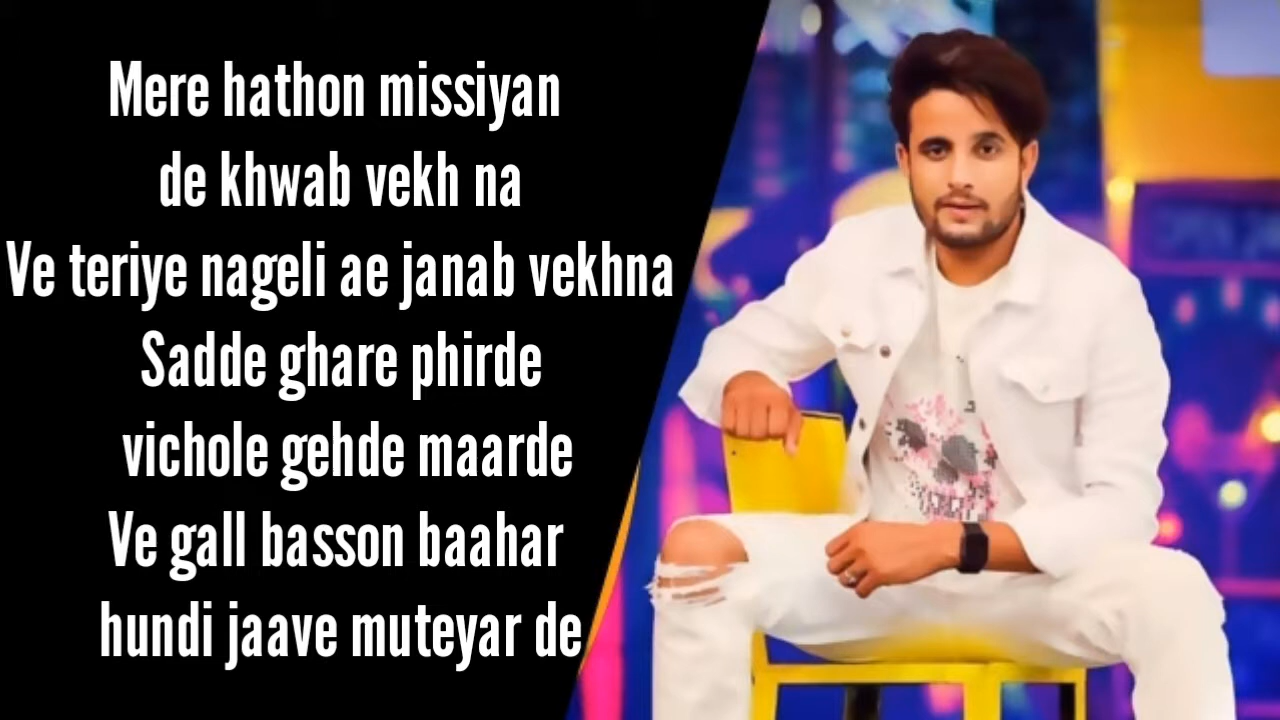 Mere hathon missiyan
de khwab vekh na
Ve teriye nageli ae janab vekhna
Sadde ghare phirde
vichole gehde maarde
Ve gall basson baahar
hundi jaave muteyar de